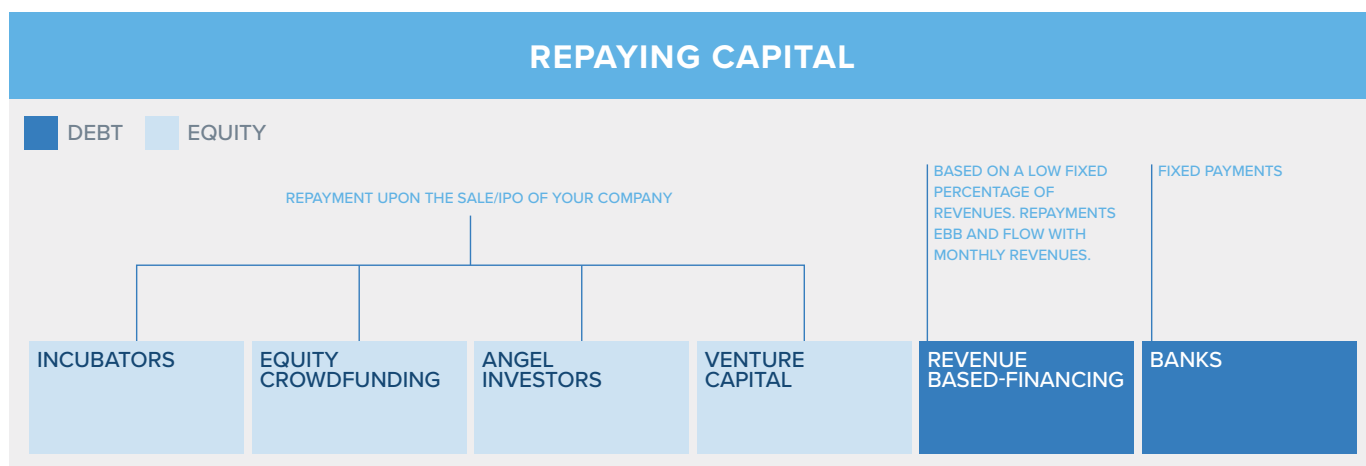 REPAYING CAPITAL
DEBT
EQUITY
REPAYMENT UPON THE SALE/IPO OF YOUR COMPANY
BASED ON A LOW FIXED
PERCENTAGE OF
REVENUES. REPAYMENTS
EBB AND FLOW WITH
MONTHLY REVENUES.
FIXED PAYMENTS
INCUBATORS
EQUITY
CROWDFUNDING
ANGEL
INVESTORS
VENTURE
CAPITAL
REVENUE
BASED-FINANCING
BANKS